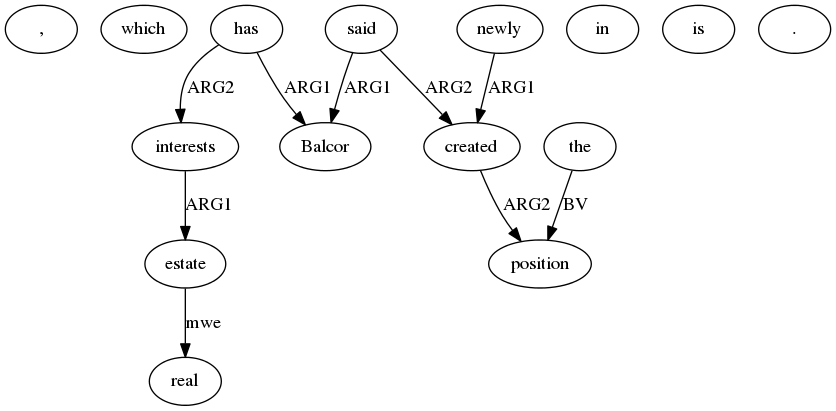 , which has said newly in is .
ARG2 ARG1 ARG1 ARG2 ARG1
interests Balcor created the
ARG1 ARG2 BV
estate position
mwe
real